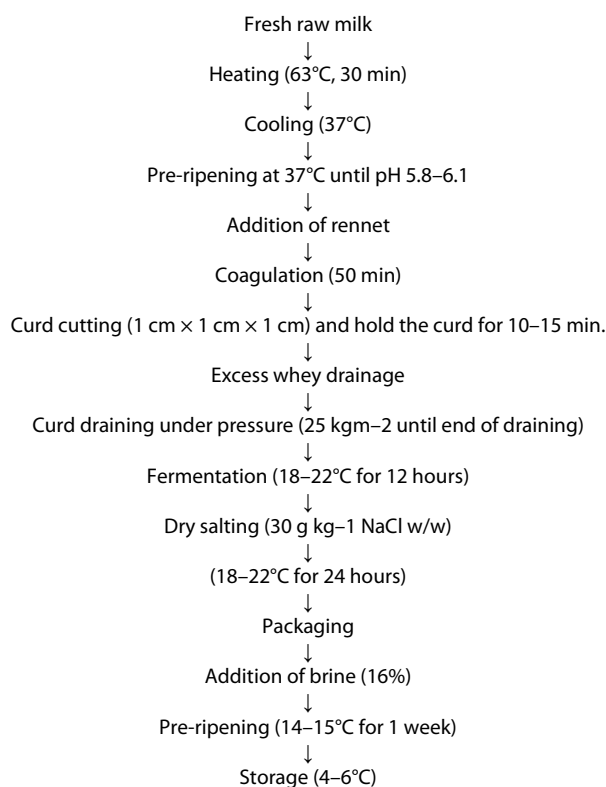 Fresh raw milk
↓
Heating (63°C, 30 min)
↓
Cooling (37°C)
↓
Pre-ripening at 37°C until pH 5.8–6.1
↓
Addition of rennet
↓
Coagulation (50 min)
↓
Curd cutting (1 cm × 1 cm × 1 cm) and hold the curd for 10–15 min.
↓
Excess whey drainage
↓
Curd draining under pressure (25 kgm–2 until end of draining)
↓
Fermentation (18–22°C for 12 hours)
↓
Dry salting (30 g kg–1 NaCl w/w)
↓
(18–22°C for 24 hours)
↓
Packaging
↓
Addition of brine (16%)
↓
Pre-ripening (14–15°C for 1 week)
↓
Storage (4–6°C)